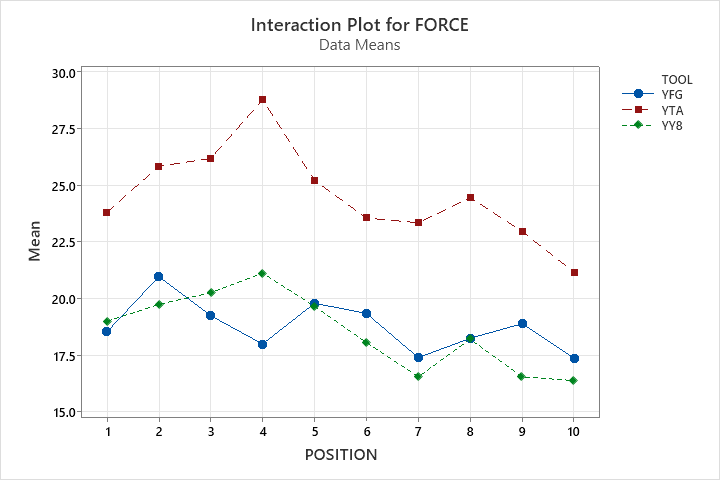 Interaction Plot for FORCE
Data Means
30.0
27.5
25.0
22.5
20.0
17.5
15.0
Mean
1 2 3 4 5 6 7 8 9 10
POSITION
TOOL
YFG
YTA
YY8